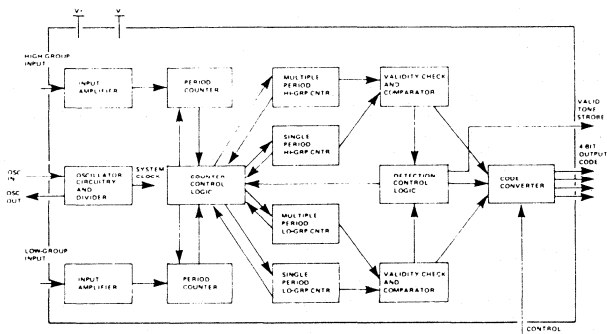 V+
V-
HIGH GROUP
INPUT
INPUT
AMPLIFIER
PERIOD
COUNTER
MULTIPLE
PERIOD
HI-GRP CNTR
VALIDITY CHECK
AND
COMPARATOR
VALID
TONE
STROBE
SINGLE
PERIOD
HI-GRP CNTR
4-BIT
OUTPUT
CODE
OSC
IN
OSC
OUT
OSCILLATOR
CIRCUITRY
AND
DIVIDER
SYSTEM
CLOCK
COUNTER
CONTROL
LOGIC
DETECTION
CONTROL
LOGIC
CODE
CONVERTER
MULTIPLE
PERIOD
LO-GRP CNTR
LOW-GROUP
INPUT
INPUT
AMPLIFIER
PERIOD
COUNTER
SINGLE
PERIOD
LO-GRP CNTR
VALIDITY CHECK
AND
COMPARATOR
CONTROL